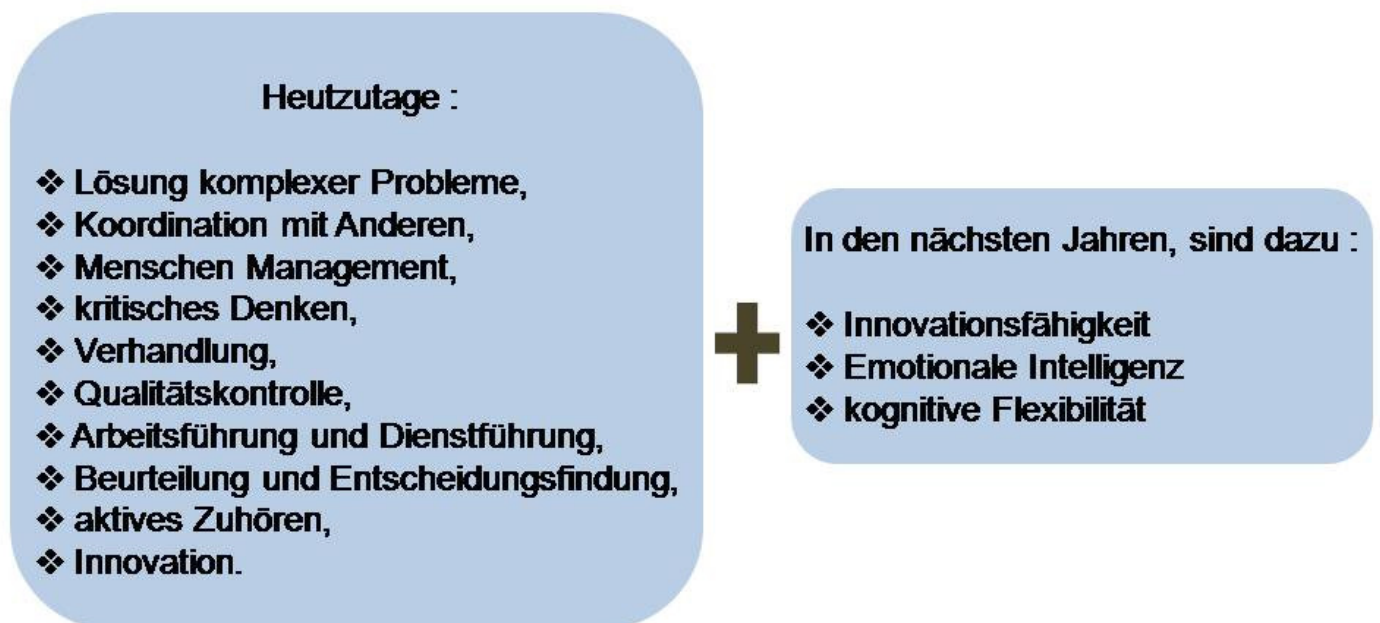 Heutzutage :
❖ Lösung komplexer Probleme,
❖ Koordination mit Anderen,
❖ Menschen Management,
❖ kritisches Denken,
❖ Verhandlung,
❖ Qualitätskontrolle,
❖ Arbeitsführung und Dienstführung,
❖ Beurteilung und Entscheidungsfindung,
❖ aktives Zuhören,
❖ Innovation.
In den nächsten Jahren, sind dazu :
❖ Innovationsfähigkeit
❖ Emotionale Intelligenz
❖ kognitive Flexibilität